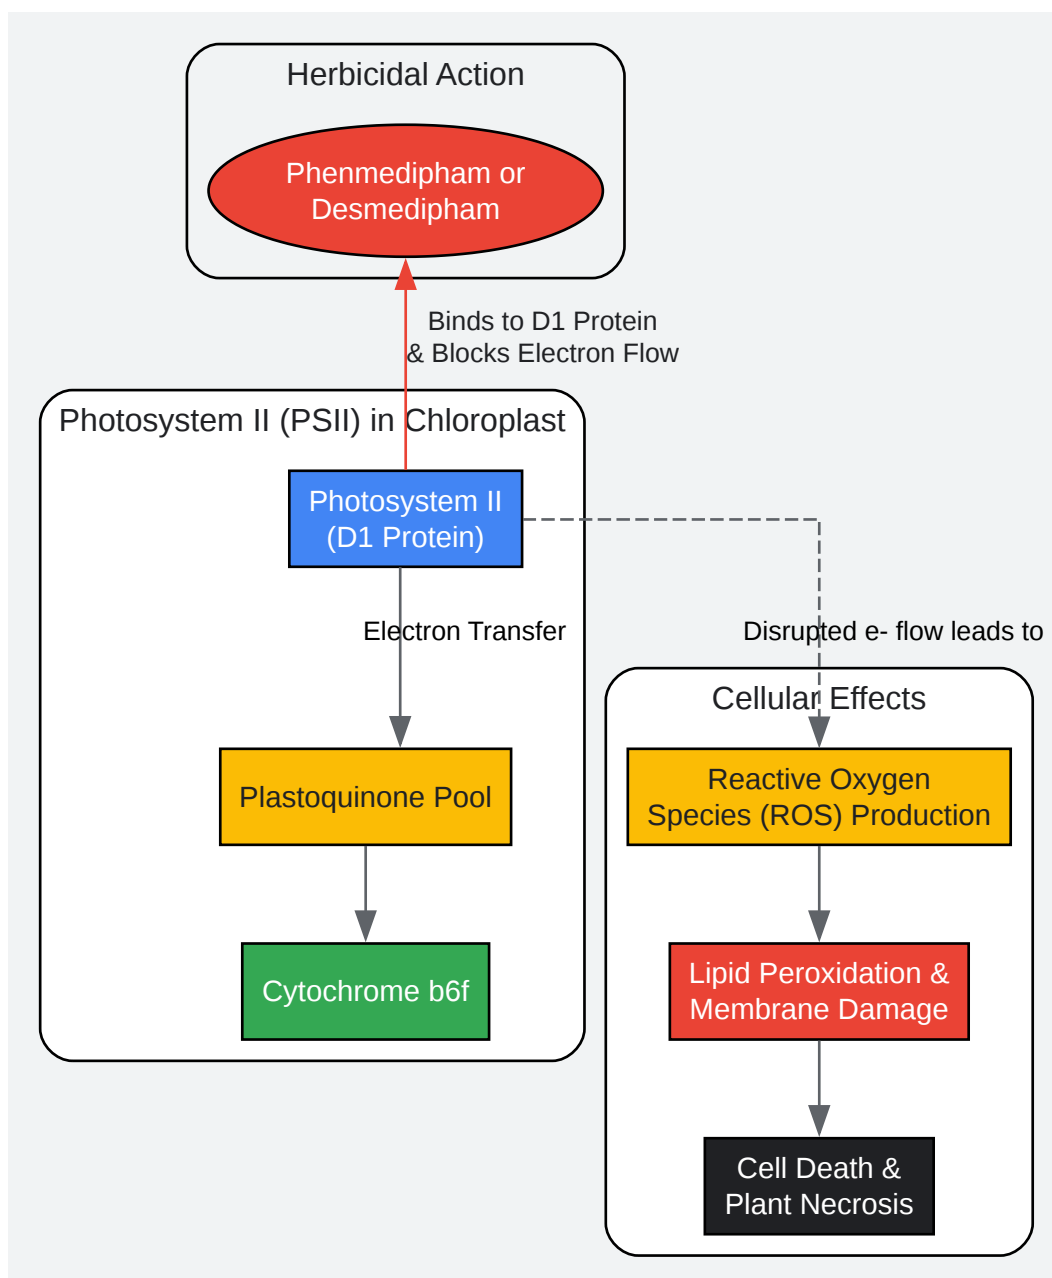 Herbicidal Action
Phenmedipham or
Desmedipham
Binds to D1 Protein
& Blocks Electron Flow
Photosystem II (PSII) in Chloroplast
Photosystem II
(D1 Protein)
Electron Transfer
Plastoquinone Pool
Cytochrome b6f
Disrupted e- flow leads to
Cellular Effects
Reactive Oxygen
Species (ROS) Production
Lipid Peroxidation &
Membrane Damage
Cell Death &
Plant Necrosis